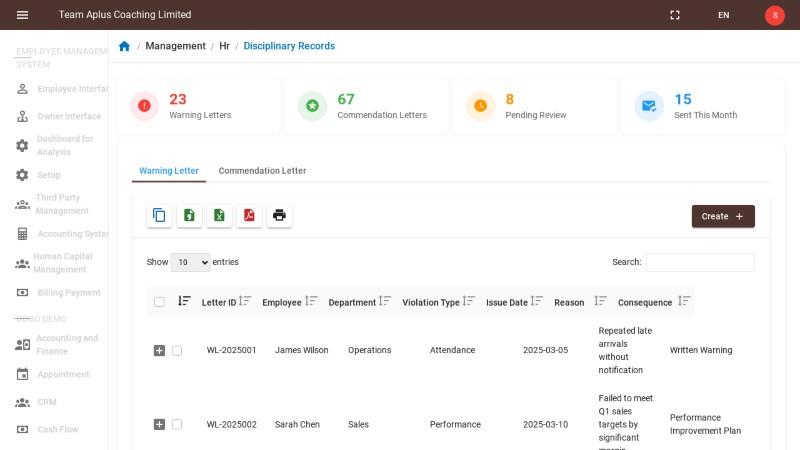 Team Aplus Coaching Limited
EN
S
EMPLOYEE MANAGEM
SYSTEM
Employee Interfac
Owner Interface
Dashboard for
Analysis
Setup
Third Party
Management
Accounting System
Human Capital
Management
Billing Payment
DEMO
Accounting and
Finance
Appointment
CRM
Cash Flow
/ Management / Hr / Disciplinary Records
23
Warning Letters
67
Commendation Letters
8
Pending Review
15
Sent This Month
Warning Letter
Commendation Letter
Create +
Show 10 entries
Search:
Letter ID Employee Department Violation Type Issue Date Reason Consequence
WL-2025001 James Wilson Operations Attendance 2025-03-05 Repeated late
arrivals
without
notification
Written Warning
WL-2025002 Sarah Chen Sales Performance 2025-03-10 Failed to meet
Q1 sales
targets by
significant
margin
Performance
Improvement Plan